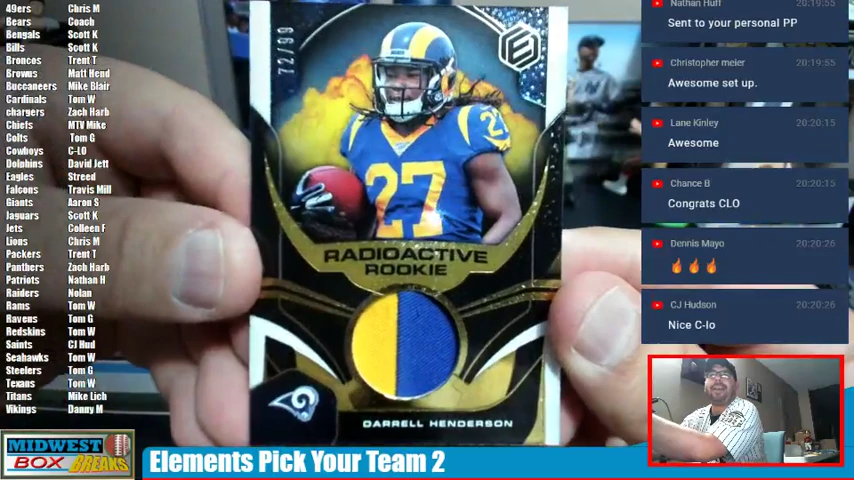 49ers Chris M
Bears Coach
Bengals Scott K
Bills Scott K
Broncos Trent T
Browns Matt Hend
Buccaneers Mike Blair
Cardinals Tom W
chargers Zach Harb
Chiefs MTV Mike
Colts Tom G
Cowboys C-LO
Dolphins David Jett
Eagles Streed
Falcons Travis Mill
Giants Aaron S
Jaguars Scott K
Jets Colleen F
Lions Chris M
Packers Trent T
Panthers Zach Harb
Patriots Nathan H
Raiders Nolan
Rams Tom W
Ravens Tom G
Redskins Tom W
Saints CJ Hud
Seahawks Tom W
Steelers Tom G
Texans Tom W
Titans Mike Lich
Vikings Danny M
72/99
E
27
27
RADIOACTIVE
ROOKIE
DARRELL HENDERSON
Nathan Huff 20:19:55
Sent to your personal PP
Christopher meier 20:19:55
Awesome set up.
Lane Kinley 20:20:15
Awesome
Chance B 20:20:15
Congrats CLO
Dennis Mayo 20:20:26
🔥🔥🔥
CJ Hudson 20:20:26
Nice C-lo
MIDWEST
BOX BREAKS
Elements Pick Your Team 2